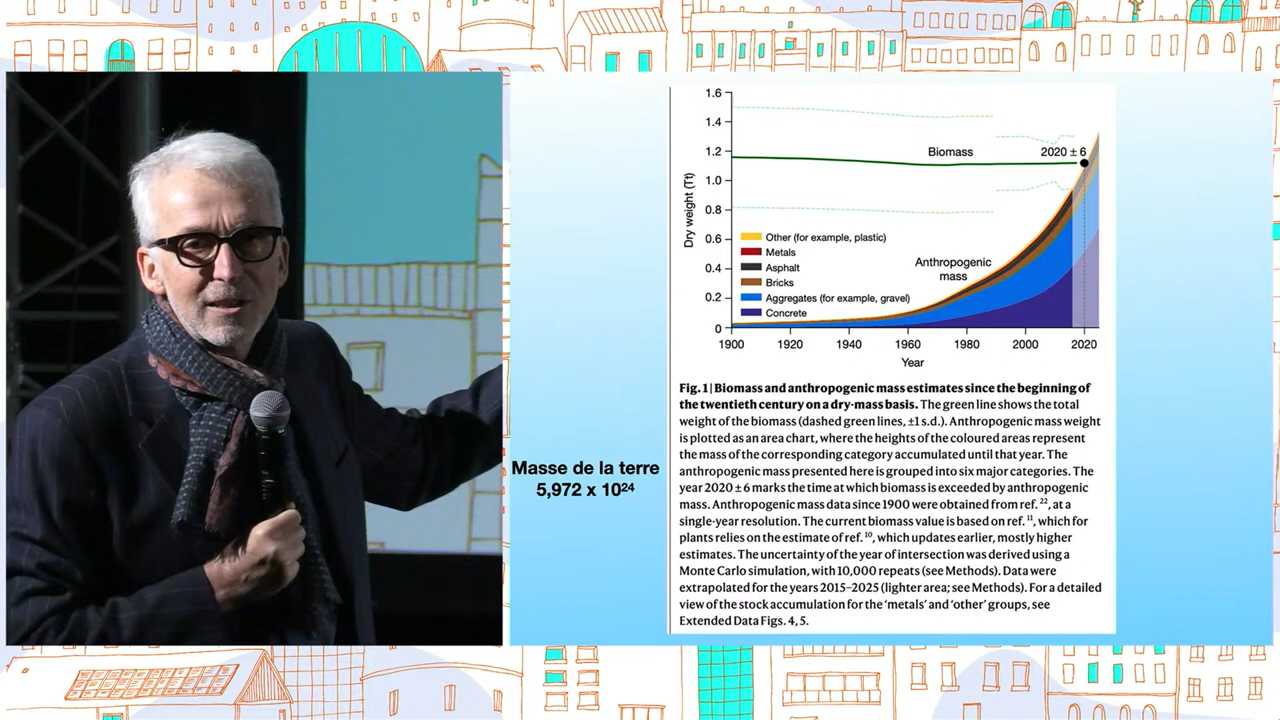 Masse de la terre
5,972 x 10²⁴
1.6
1.4
1.2
1.0
0.8
0.6
0.4
0.2
0
Dry weight (Tt)
Biomass
2020 ± 6
Other (for example, plastic)
Metals
Asphalt
Bricks
Aggregates (for example, gravel)
Concrete
Anthropogenic
mass
1900 1920 1940 1960 1980 2000 2020
Year
Fig. 1 | Biomass and anthropogenic mass estimates since the beginning of
the twentieth century on a dry-mass basis. The green line shows the total
weight of the biomass (dashed green lines, ±1 s.d.). Anthropogenic mass weight
is plotted as an area chart, where the heights of the coloured areas represent
the mass of the corresponding category accumulated until that year. The
anthropogenic mass presented here is grouped into six major categories. The
year 2020 ± 6 marks the time at which biomass is exceeded by anthropogenic
mass. Anthropogenic mass data since 1900 were obtained from ref. ²², at a
single-year resolution. The current biomass value is based on ref. ¹¹, which for
plants relies on the estimate of ref. ¹⁰, which updates earlier, mostly higher
estimates. The uncertainty of the year of intersection was derived using a
Monte Carlo simulation, with 10,000 repeats (see Methods). Data were
extrapolated for the years 2015–2025 (lighter area; see Methods). For a detailed
view of the stock accumulation for the ‘metals’ and ‘other’ groups, see
Extended Data Figs. 4, 5.